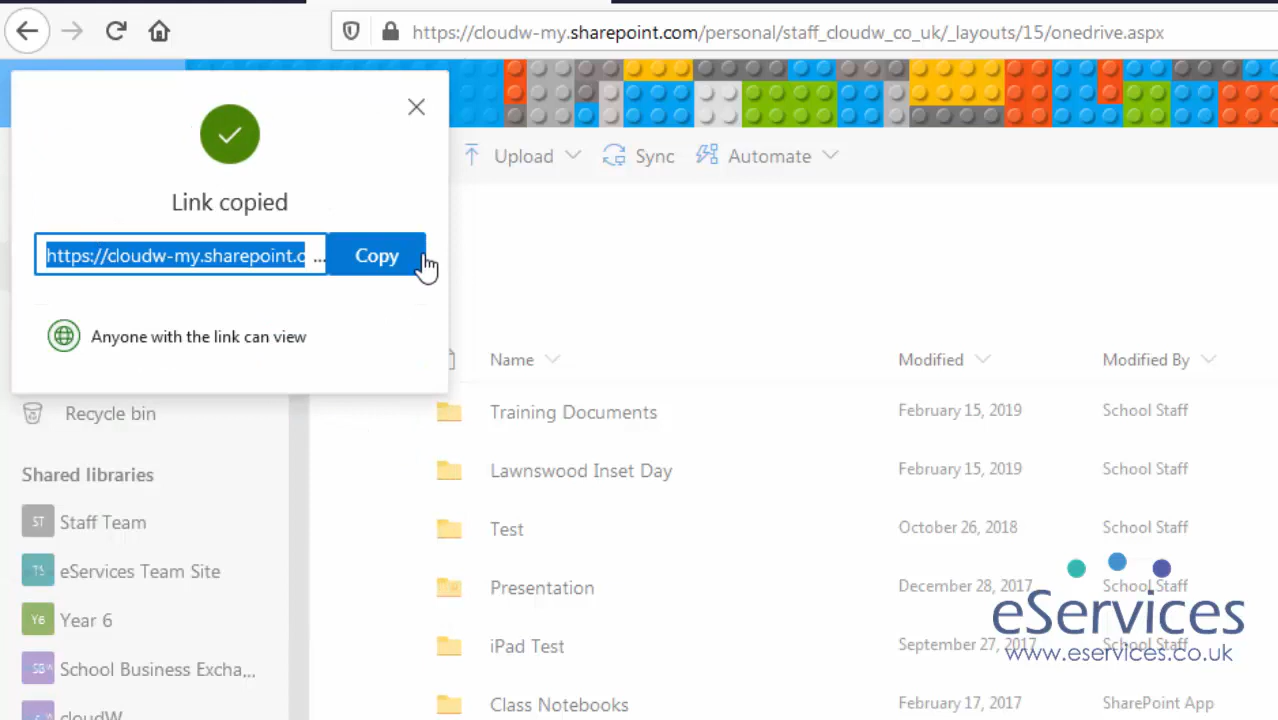 https://cloudw-my.sharepoint.com/personal/staff_cloudw_co_uk/_layouts/15/onedrive.aspx
Link copied
https://cloudw-my.sharepoint.c ...
Copy
Anyone with the link can view
Upload
Sync
Automate
Name
Modified
Modified By
Training Documents
February 15, 2019
School Staff
Lawnswood Inset Day
February 15, 2019
School Staff
Test
October 26, 2018
School Staff
Presentation
December 28, 2017
School Staff
iPad Test
September 27, 2017
School Staff
Class Notebooks
February 17, 2017
SharePoint App
Recycle bin
Shared libraries
ST
Staff Team
TS
eServices Team Site
Y6
Year 6
SB
School Business Excha...
cloudW
eServices
www.eservices.co.uk